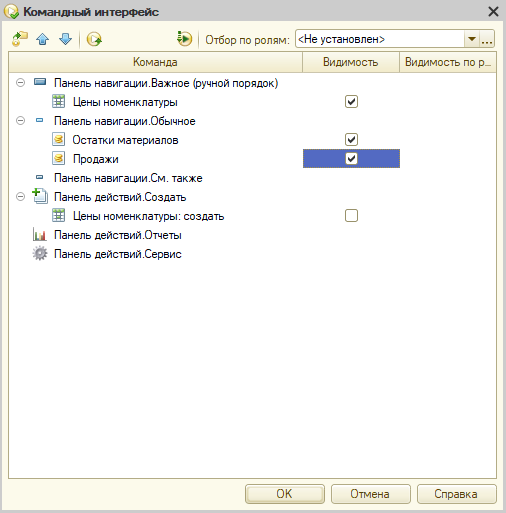 Командный интерфейс
Отбор по ролям: <Не установлен>
Команда Видимость Видимость по р...
Панель навигации.Важное (ручной порядок)
Цены номенклатуры
Панель навигации.Обычное
Остатки материалов
Продажи
Панель навигации.См. также
Панель действий.Создать
Цены номенклатуры: создать
Панель действий.Отчеты
Панель действий.Сервис
OK Отмена Справка